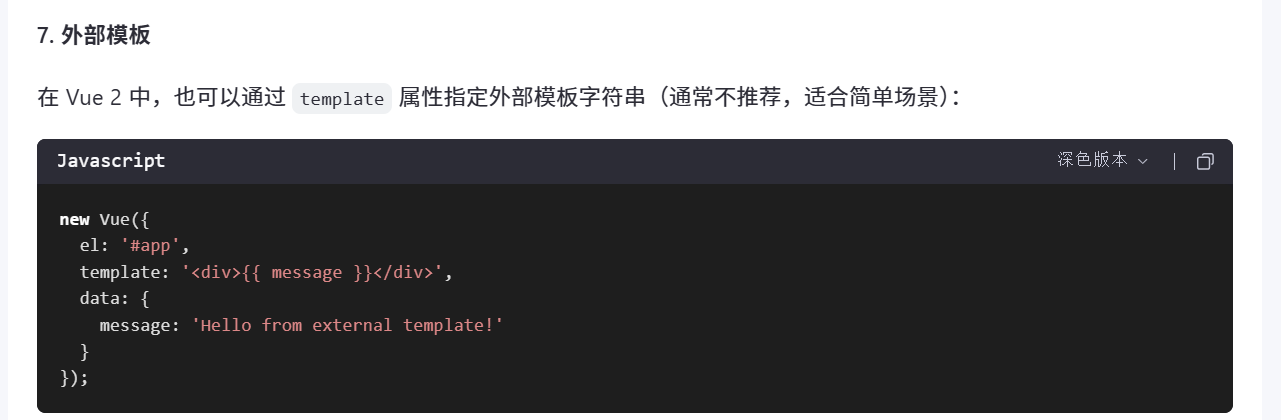 7. 外部模板
在 Vue 2 中，也可以通过 template 属性指定外部模板字符串（通常不推荐，适合简单场景）：
Javascript 深色版本
new Vue({
  el: '#app',
  template: '<div>{{ message }}</div>',
  data: {
    message: 'Hello from external template!'
  }
});